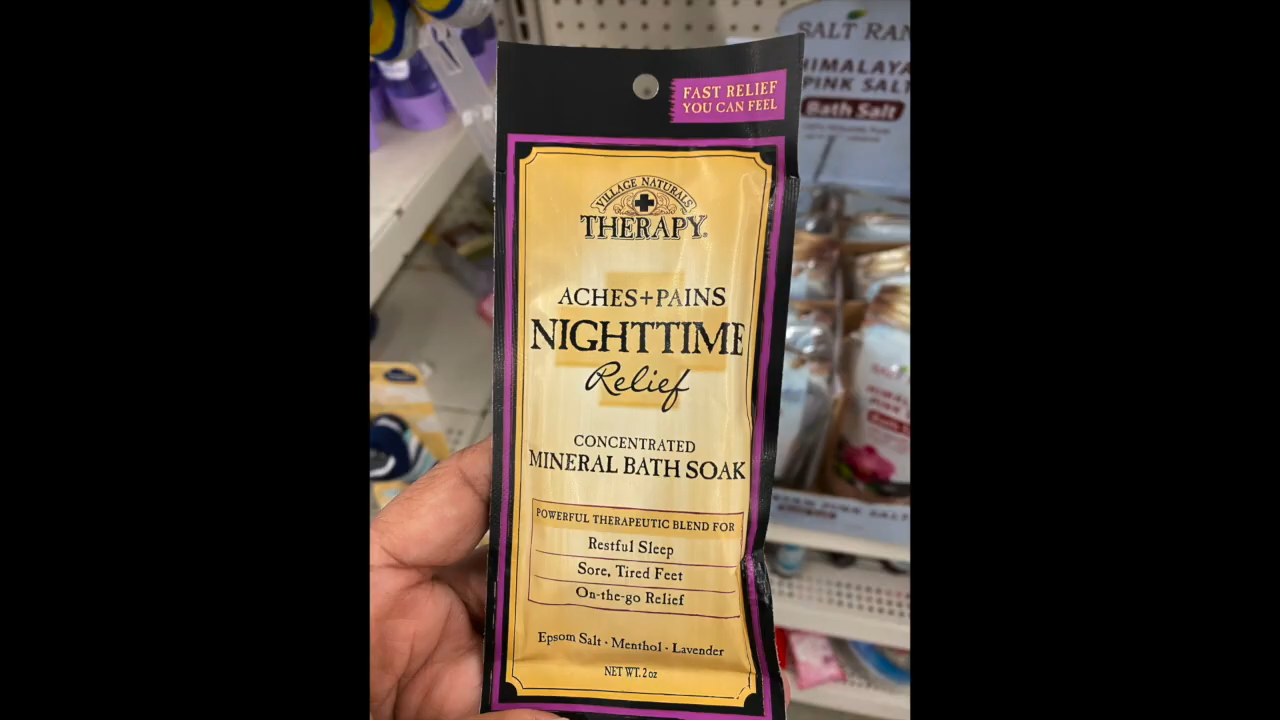 FAST RELIEF
YOU CAN FEEL
VILLAGE NATURALS
THERAPY®
ACHES+PAINS
NIGHTTIME
Relief
CONCENTRATED
MINERAL BATH SOAK
POWERFUL THERAPEUTIC BLEND FOR
Restful Sleep
Sore, Tired Feet
On-the-go Relief
Epsom Salt · Menthol · Lavender
NET WT. 2 oz
SALT RAN
HIMALAYA
PINK SALT
Bath Salt
PINK SALT